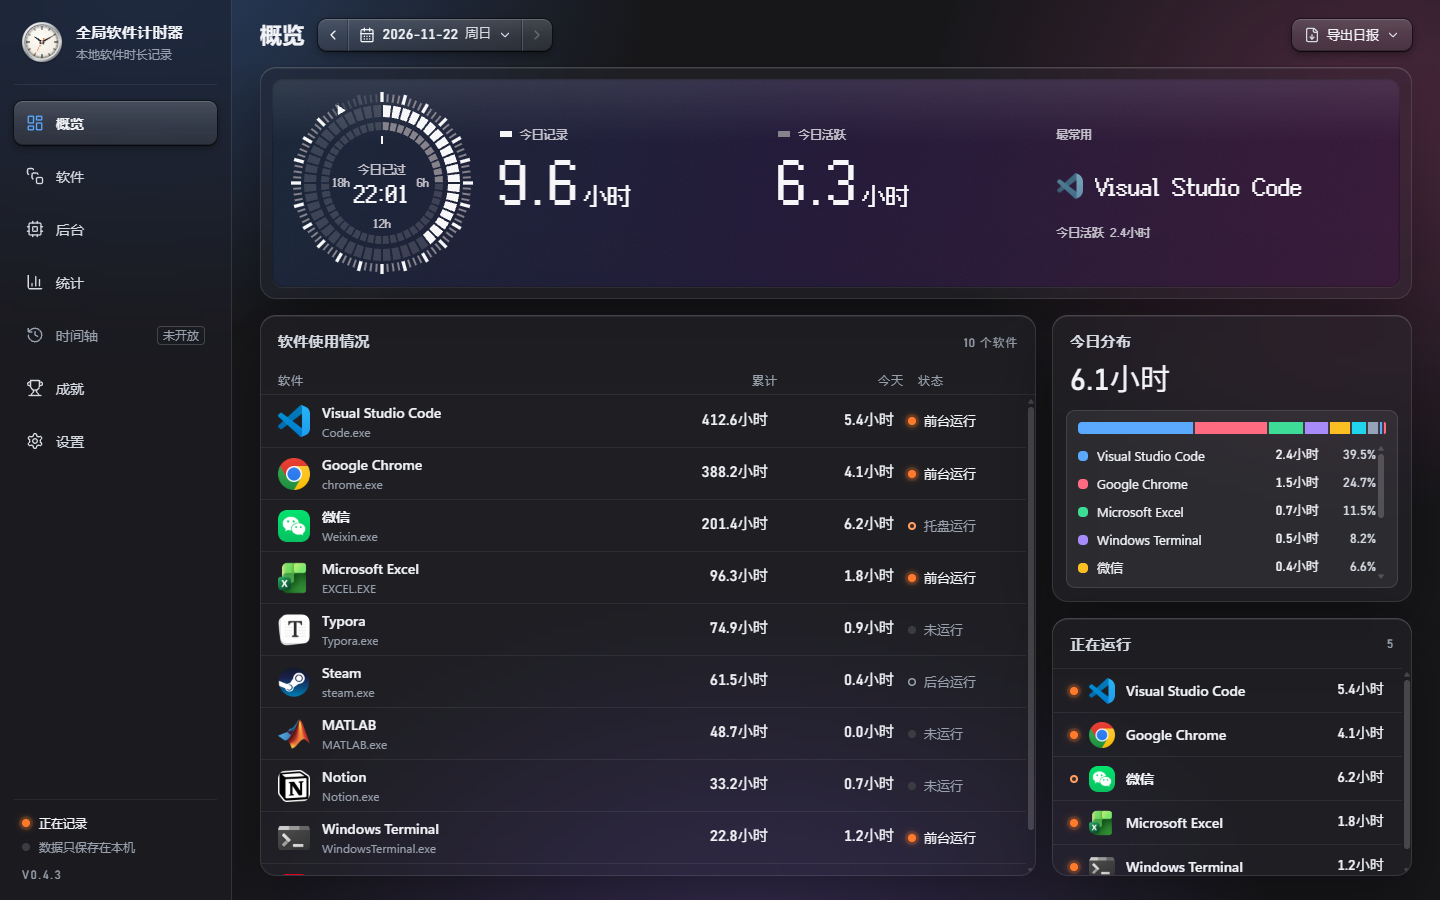 全局软件计时器
本地软件时长记录
概览
软件
后台
统计
时间轴 未开放
成就
设置
正在记录
数据只保存在本机
V0.4.3
概览
2026-11-22 周日
导出日报
今日已过
18h 22:01 6h
12h
今日记录
9.6小时
今日活跃
6.3小时
最常用
Visual Studio Code
今日活跃 2.4小时
软件使用情况 10 个软件
软件 累计 今天 状态
Visual Studio Code
Code.exe
412.6小时 5.4小时 前台运行
Google Chrome
chrome.exe
388.2小时 4.1小时 前台运行
微信
Weixin.exe
201.4小时 6.2小时 托盘运行
Microsoft Excel
EXCEL.EXE
96.3小时 1.8小时 前台运行
Typora
Typora.exe
74.9小时 0.9小时 未运行
Steam
steam.exe
61.5小时 0.4小时 后台运行
MATLAB
MATLAB.exe
48.7小时 0.0小时 未运行
Notion
Notion.exe
33.2小时 0.7小时 未运行
Windows Terminal
WindowsTerminal.exe
22.8小时 1.2小时 前台运行
今日分布
6.1小时
Visual Studio Code 2.4小时 39.5%
Google Chrome 1.5小时 24.7%
Microsoft Excel 0.7小时 11.5%
Windows Terminal 0.5小时 8.2%
微信 0.4小时 6.6%
正在运行 5
Visual Studio Code 5.4小时
Google Chrome 4.1小时
微信 6.2小时
Microsoft Excel 1.8小时
Windows Terminal 1.2小时